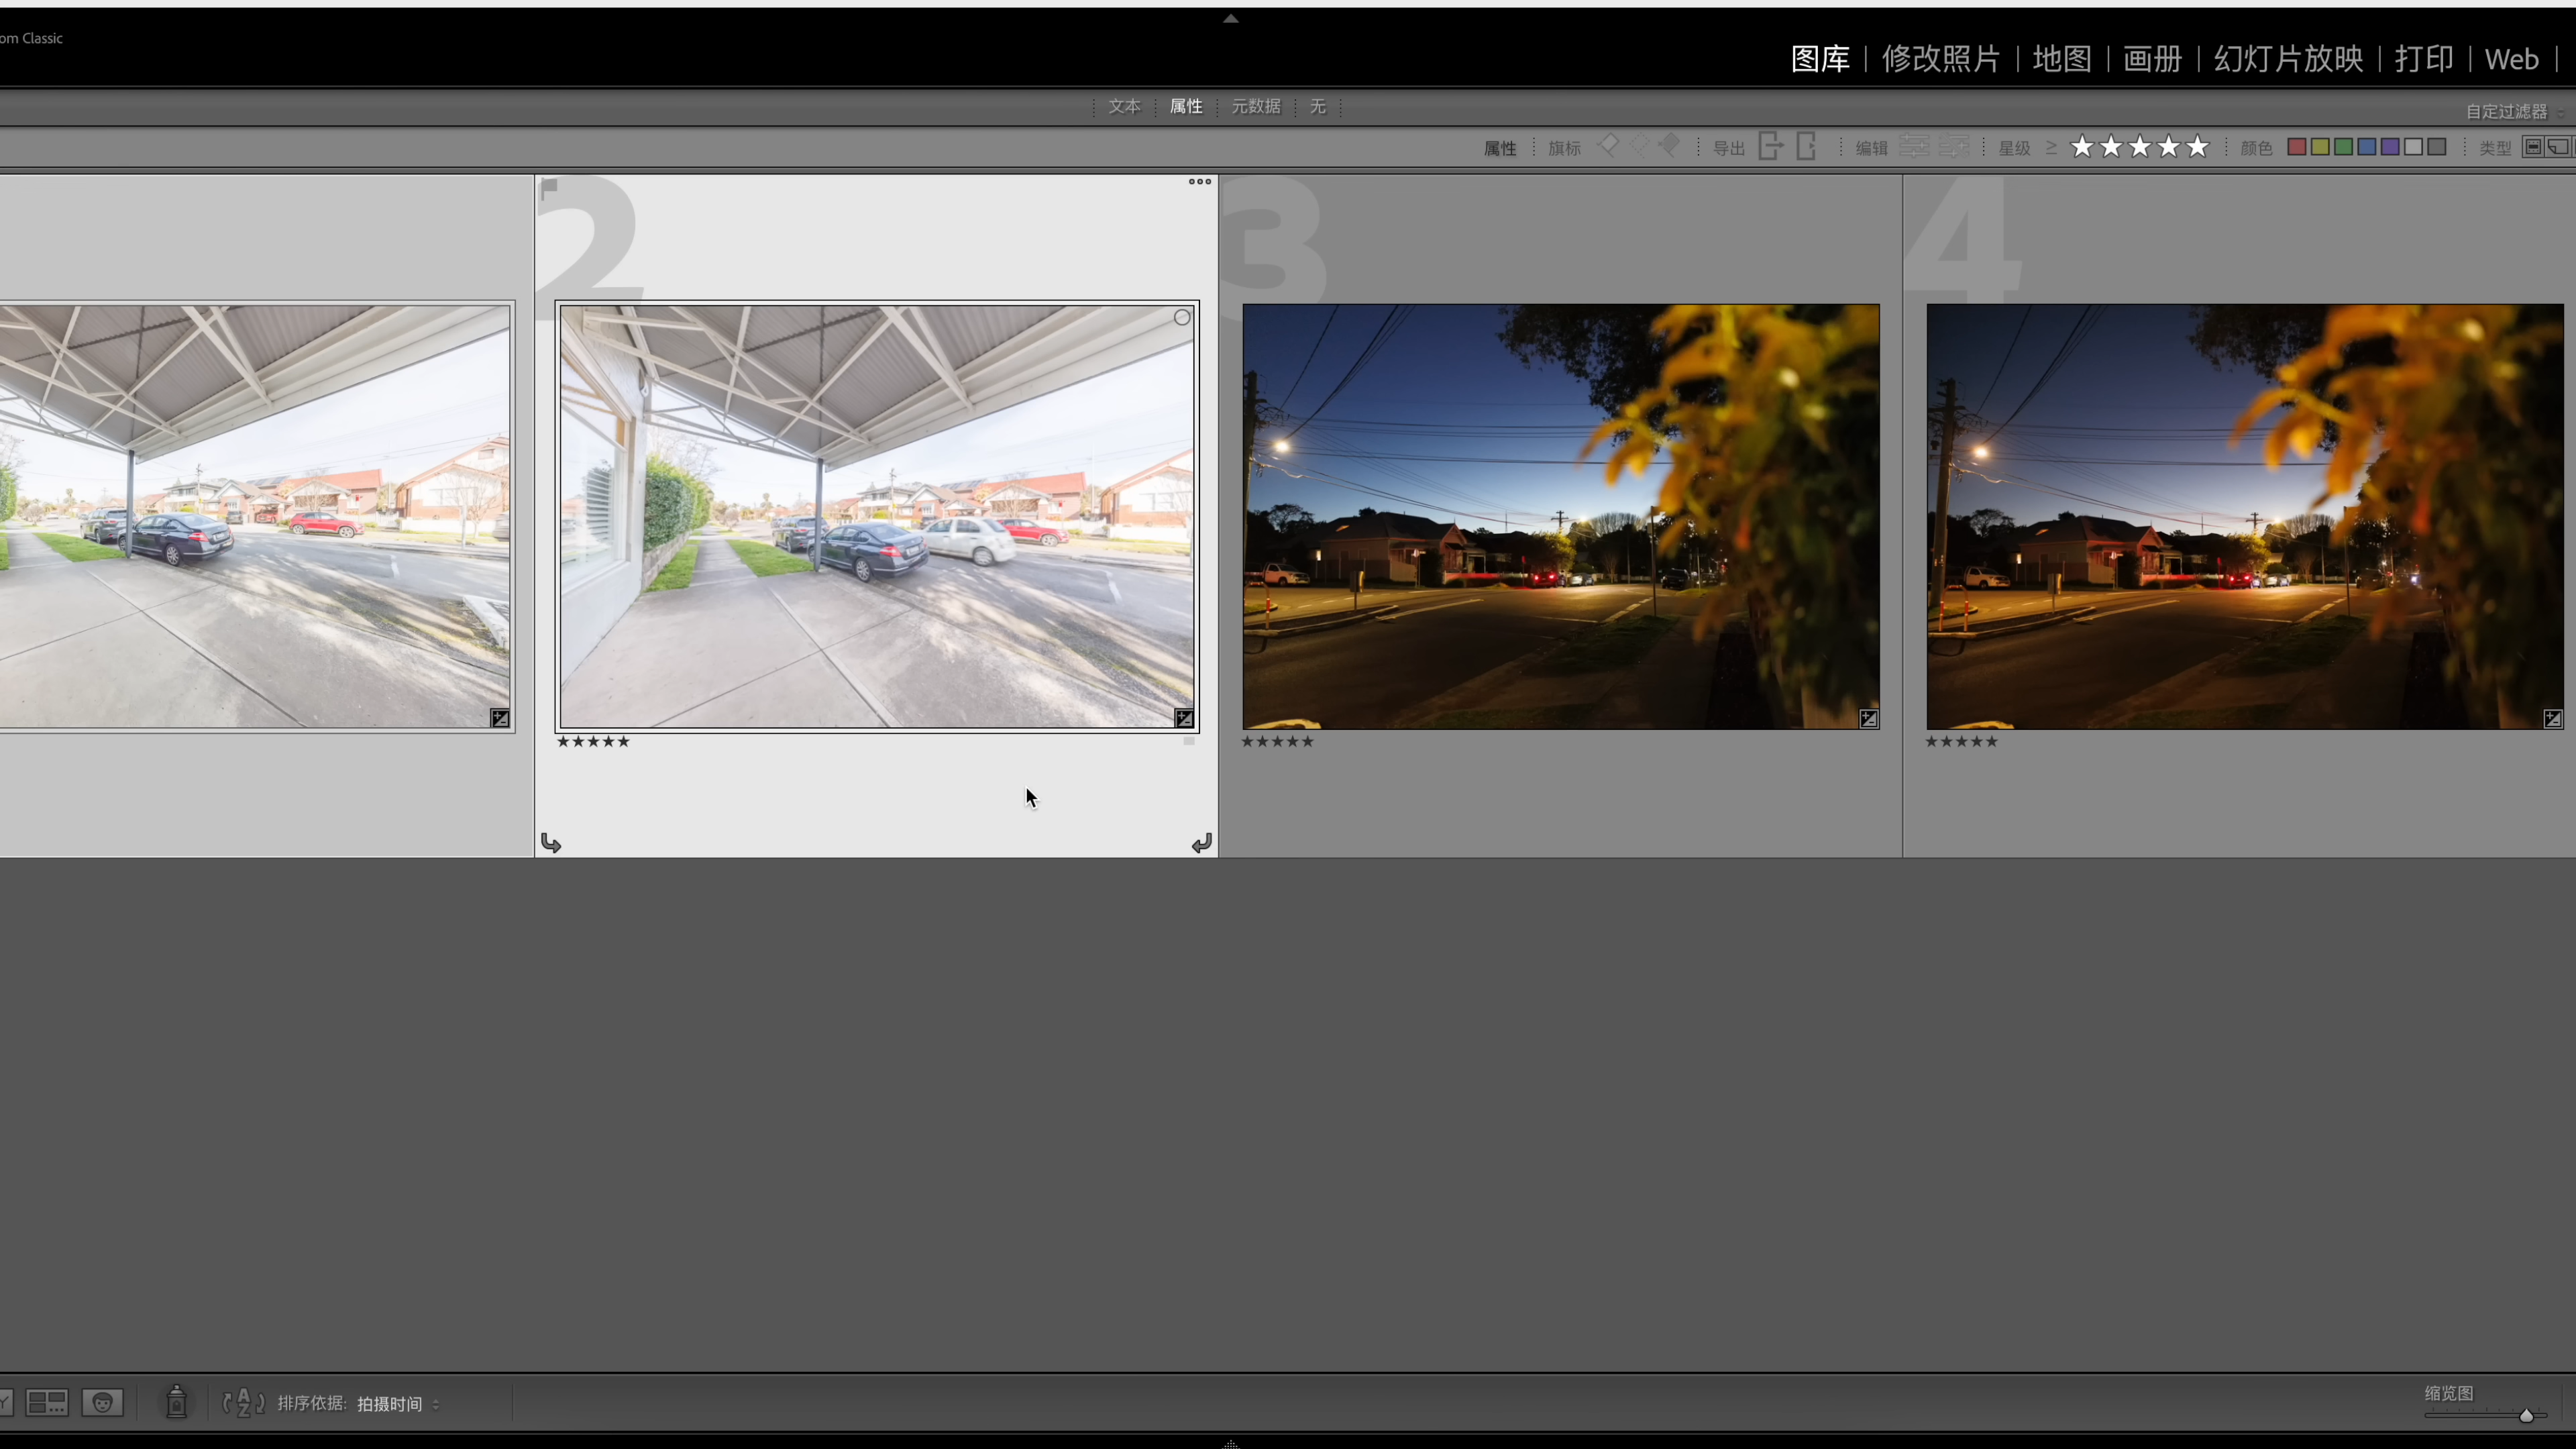 om Classic
图库 | 修改照片 | 地图 | 画册 | 幻灯片放映 | 打印 | Web |
文本 属性 元数据 无
自定过滤器
属性 旗标 导出 编辑 星级 ≥ ★★★★★ 颜色 类型
2
3
4
★★★★★
★★★★★
★★★★★
排序依据: 拍摄时间
缩览图